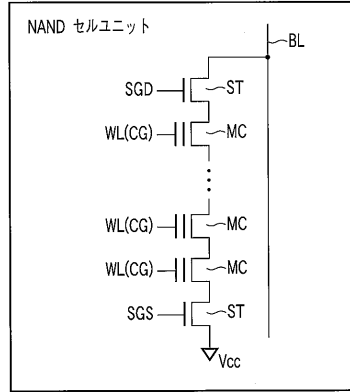 NAND セルユニット
BL
SGD
ST
WL(CG)
MC
WL(CG)
MC
WL(CG)
MC
SGS
ST
Vcc